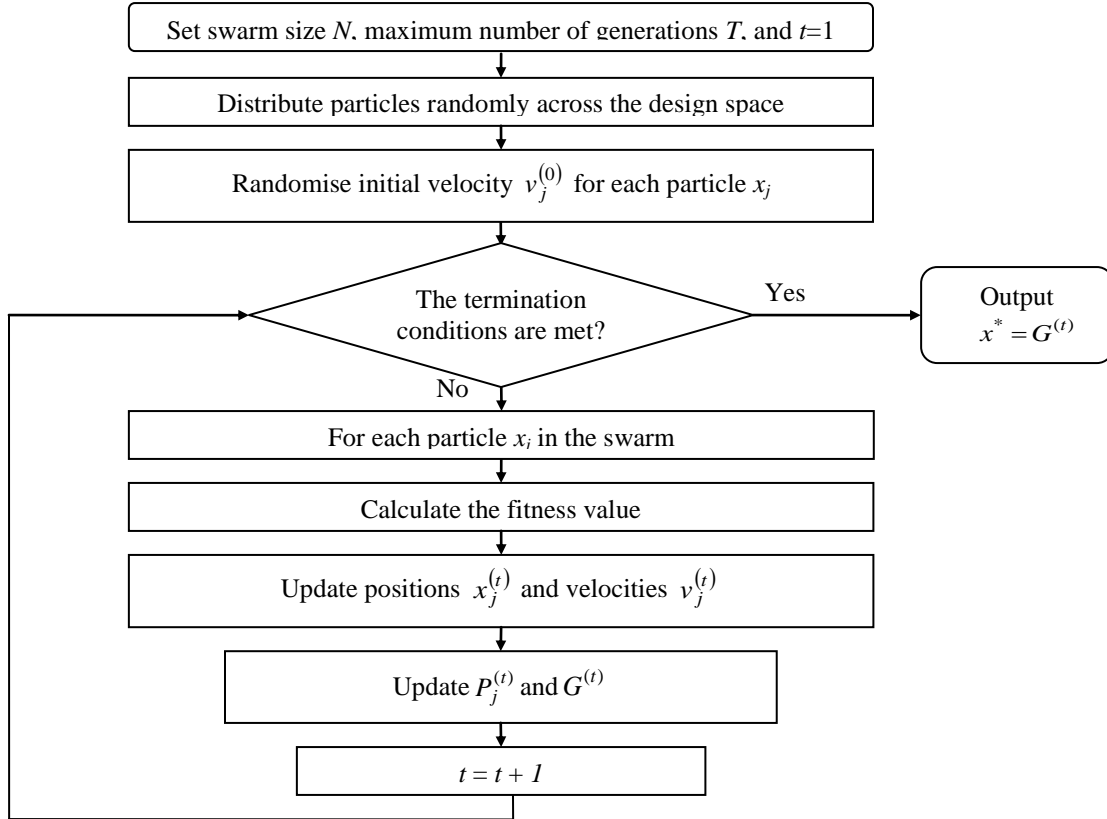 Set swarm size N, maximum number of generations T, and t=1
Distribute particles randomly across the design space
Randomise initial velocity v_j^{(0)} for each particle x_j
The termination
conditions are met?
Yes
Output
x^* = G^{(t)}
No
For each particle x_j in the swarm
Calculate the fitness value
Update positions x_j^{(t)} and velocities v_j^{(t)}
Update P_j^{(t)} and G^{(t)}
t = t + 1